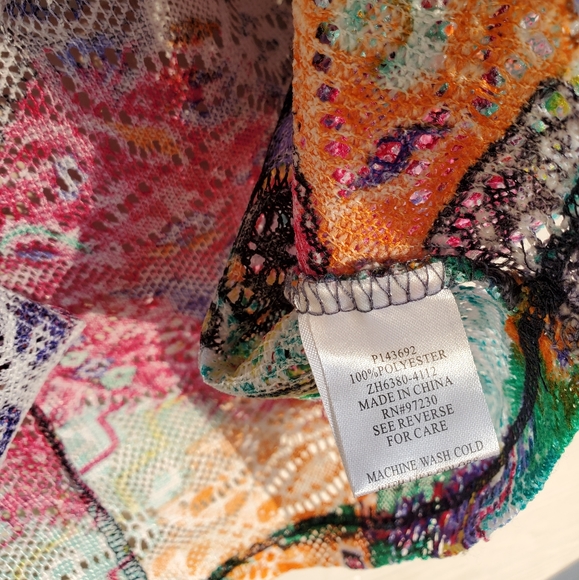 P143692
100%POLYESTER
ZH6380-4112
MADE IN CHINA
RN#97230
SEE REVERSE
FOR CARE
MACHINE WASH COLD